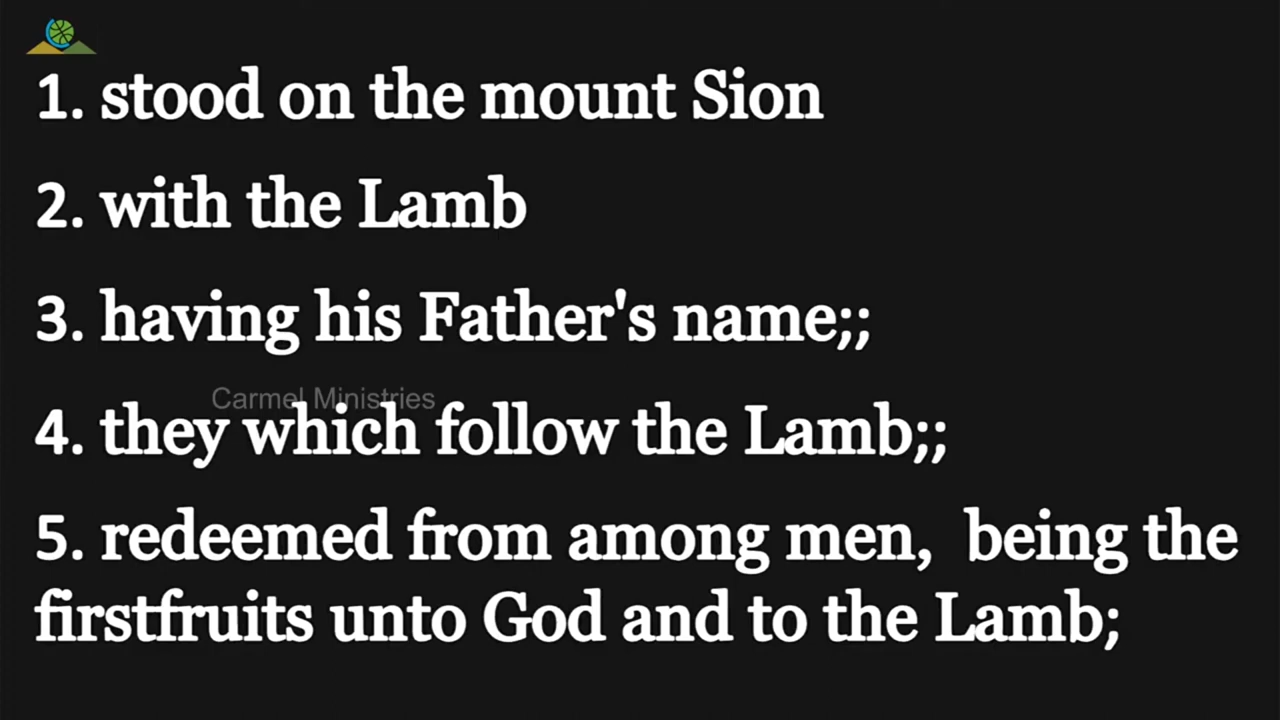 1. stood on the mount Sion
2. with the Lamb
3. having his Father's name;;
Carmel Ministries
4. they which follow the Lamb;;
5. redeemed from among men,  being the
firstfruits unto God and to the Lamb;